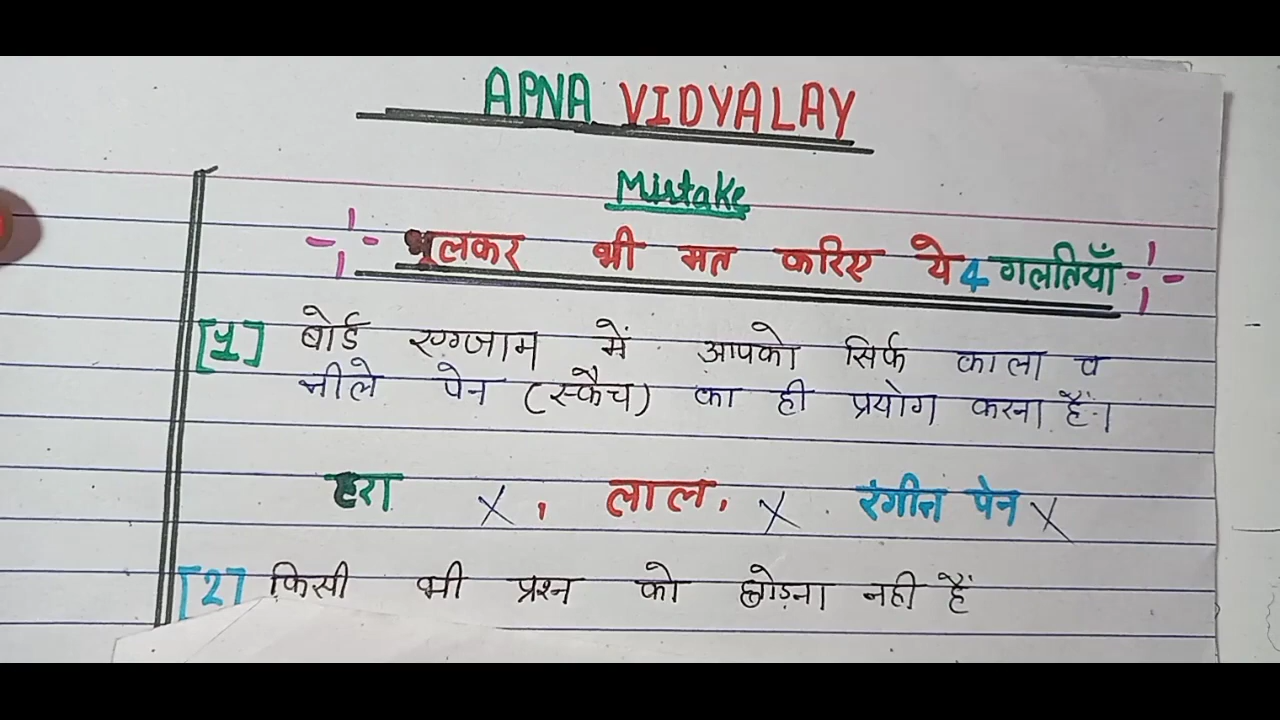 APNA VIDYALAY
Mistake
भूलकर भी मत करिए ये 4 गलतियाँ
[1] बोर्ड एग्जाम में आपको सिर्फ काला व
नीले पेन (स्कैच) का ही प्रयोग करना हैं।
हरा X, लाल, X रंगीन पेन X
[2] किसी भी प्रश्न को छोड़ना नही हैं